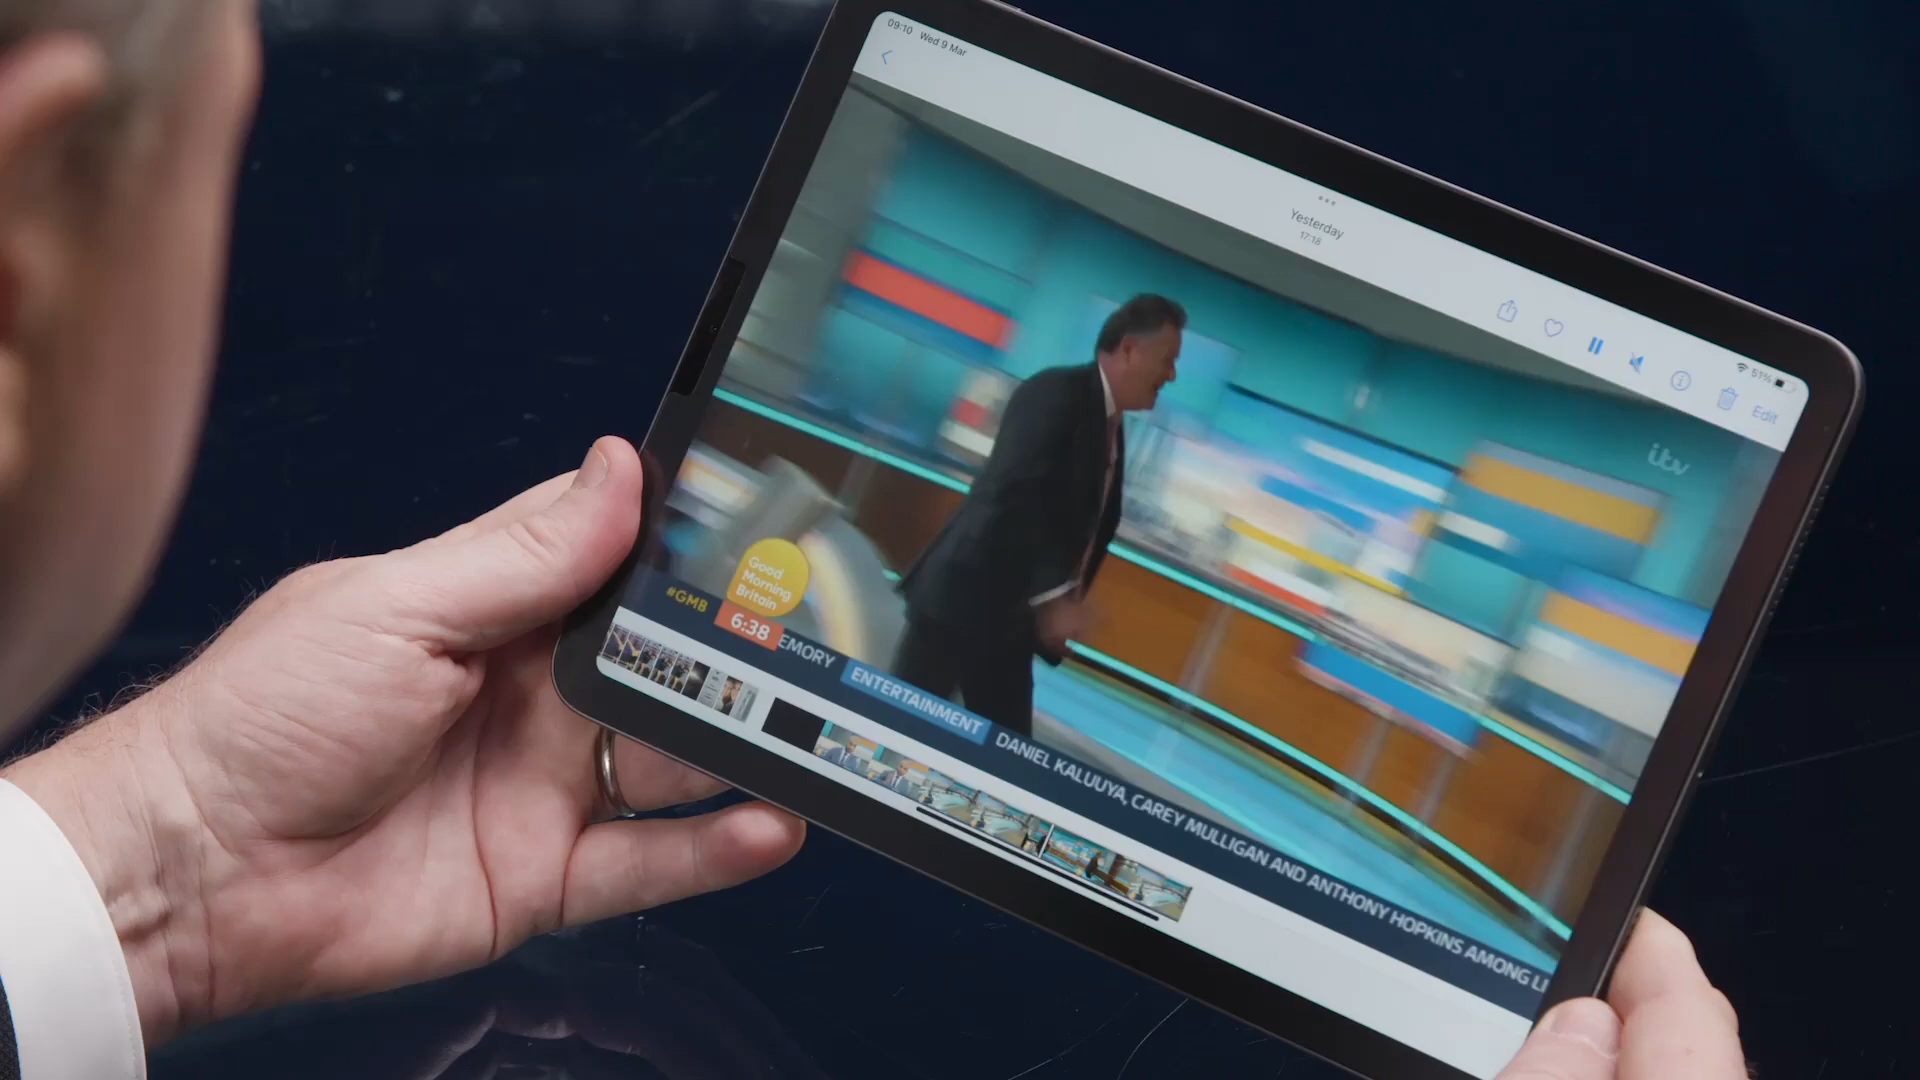 09:10 Wed 9 Mar
51%
Yesterday
17:18
Edit
itv
Good
Morning
Britain
#GMB
6:38
EMORY ENTERTAINMENT DANIEL KALUUYA, CAREY MULLIGAN AND ANTHONY HOPKINS AMONG